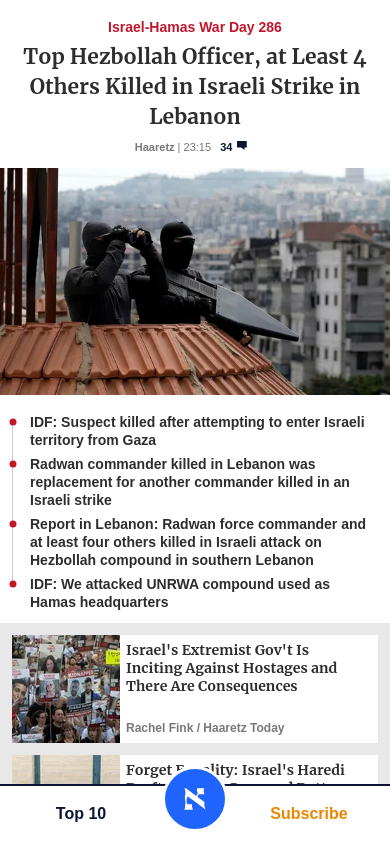 Israel-Hamas War Day 286
Top Hezbollah Officer, at Least 4
Others Killed in Israeli Strike in
Lebanon
Haaretz | 23:15 34
IDF: Suspect killed after attempting to enter Israeli
territory from Gaza
Radwan commander killed in Lebanon was
replacement for another commander killed in an
Israeli strike
Report in Lebanon: Radwan force commander and
at least four others killed in Israeli attack on
Hezbollah compound in southern Lebanon
IDF: We attacked UNRWA compound used as
Hamas headquarters
Israel's Extremist Gov't Is
Inciting Against Hostages and
There Are Consequences
Rachel Fink / Haaretz Today
Forget Equality: Israel's Haredi
Top 10
Subscribe